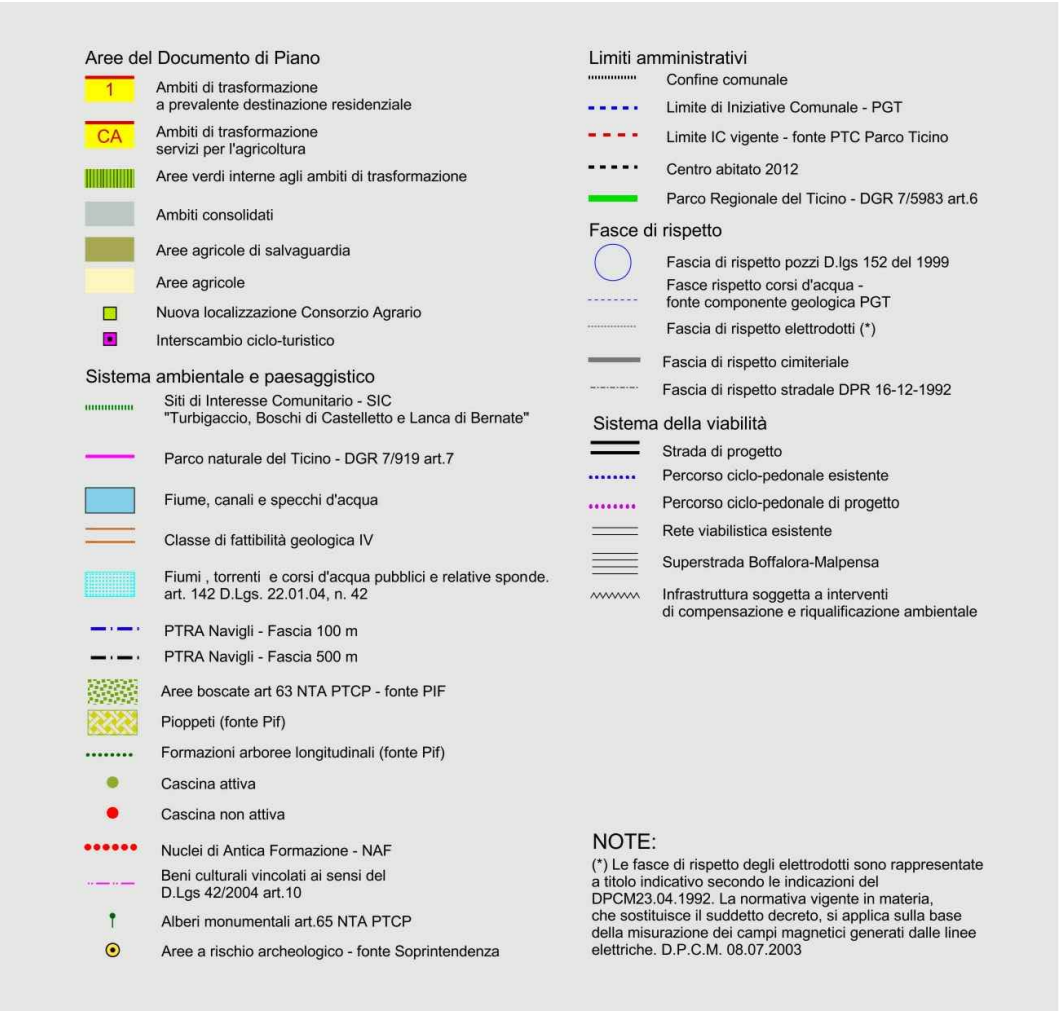 Aree del Documento di Piano
1
Ambiti di trasformazione
a prevalente destinazione residenziale
CA
Ambiti di trasformazione
servizi per l'agricoltura
Aree verdi interne agli ambiti di trasformazione
Ambiti consolidati
Aree agricole di salvaguardia
Aree agricole
Nuova localizzazione Consorzio Agrario
Interscambio ciclo-turistico
Sistema ambientale e paesaggistico
Siti di Interesse Comunitario - SIC
"Turbigaccio, Boschi di Castelletto e Lanca di Bernate"
Parco naturale del Ticino - DGR 7/919 art.7
Fiume, canali e specchi d'acqua
Classe di fattibilità geologica IV
Fiumi , torrenti e corsi d'acqua pubblici e relative sponde.
art. 142 D.Lgs. 22.01.04, n. 42
PTRA Navigli - Fascia 100 m
PTRA Navigli - Fascia 500 m
Aree boscate art 63 NTA PTCP - fonte PIF
Pioppeti (fonte Pif)
Formazioni arboree longitudinali (fonte Pif)
Cascina attiva
Cascina non attiva
Nuclei di Antica Formazione - NAF
Beni culturali vincolati ai sensi del
D.Lgs 42/2004 art.10
Alberi monumentali art.65 NTA PTCP
Aree a rischio archeologico - fonte Soprintendenza
Limiti amministrativi
Confine comunale
Limite di Iniziative Comunale - PGT
Limite IC vigente - fonte PTC Parco Ticino
Centro abitato 2012
Parco Regionale del Ticino - DGR 7/5983 art.6
Fasce di rispetto
Fascia di rispetto pozzi D.lgs 152 del 1999
Fasce rispetto corsi d'acqua -
fonte componente geologica PGT
Fascia di rispetto elettrodotti (*)
Fascia di rispetto cimiteriale
Fascia di rispetto stradale DPR 16-12-1992
Sistema della viabilità
Strada di progetto
Percorso ciclo-pedonale esistente
Percorso ciclo-pedonale di progetto
Rete viabilistica esistente
Superstrada Boffalora-Malpensa
Infrastruttura soggetta a interventi
di compensazione e riqualificazione ambientale
NOTE:
(*) Le fasce di rispetto degli elettrodotti sono rappresentate
a titolo indicativo secondo le indicazioni del
DPCM23.04.1992. La normativa vigente in materia,
che sostituisce il suddetto decreto, si applica sulla base
della misurazione dei campi magnetici generati dalle linee
elettriche. D.P.C.M. 08.07.2003